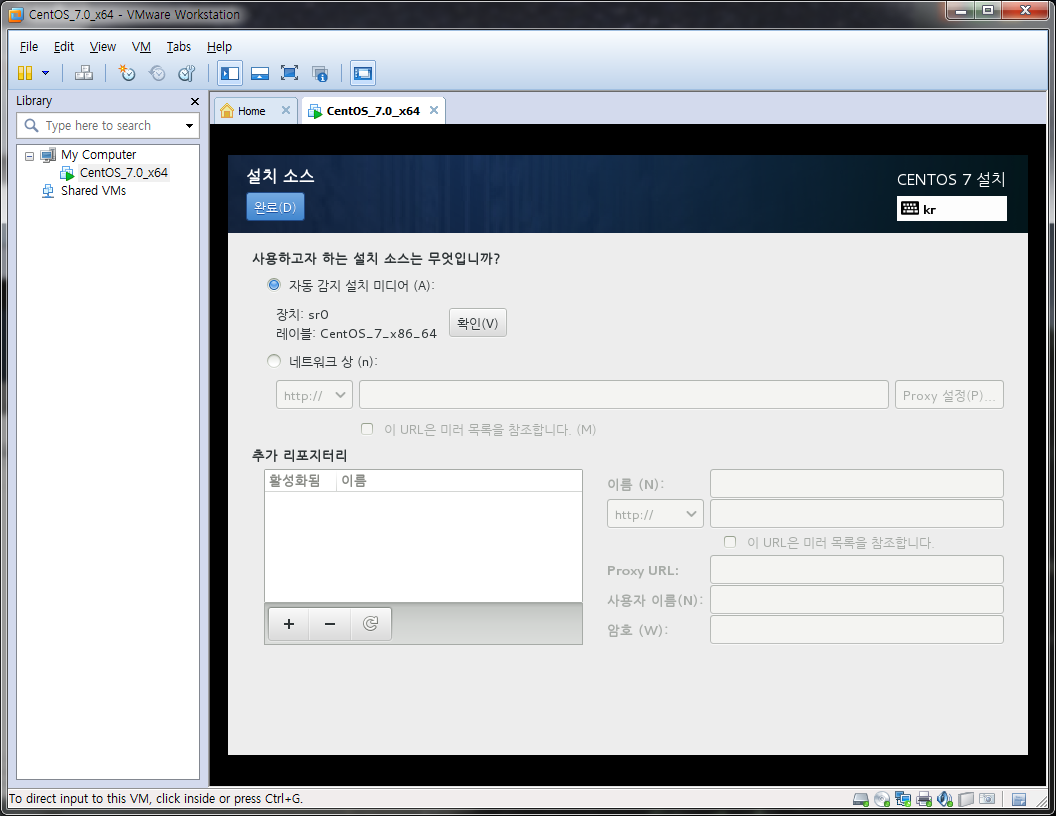 CentOS_7.0_x64 - VMware Workstation
File Edit View VM Tabs Help
Library
Type here to search
My Computer
CentOS_7.0_x64
Shared VMs
Home
CentOS_7.0_x64
설치 소스
완료(D)
CENTOS 7 설치
kr
사용하고자 하는 설치 소스는 무엇입니까?
자동 감지 설치 미디어 (A):
장치: sr0
레이블: CentOS_7_x86_64
확인(V)
네트워크 상 (n):
http://
Proxy 설정(P)...
이 URL은 미러 목록을 참조합니다. (M)
추가 리포지터리
활성화됨 이름
이름 (N):
http://
이 URL은 미러 목록을 참조합니다.
Proxy URL:
사용자 이름(N):
암호 (W):
To direct input to this VM, click inside or press Ctrl+G.